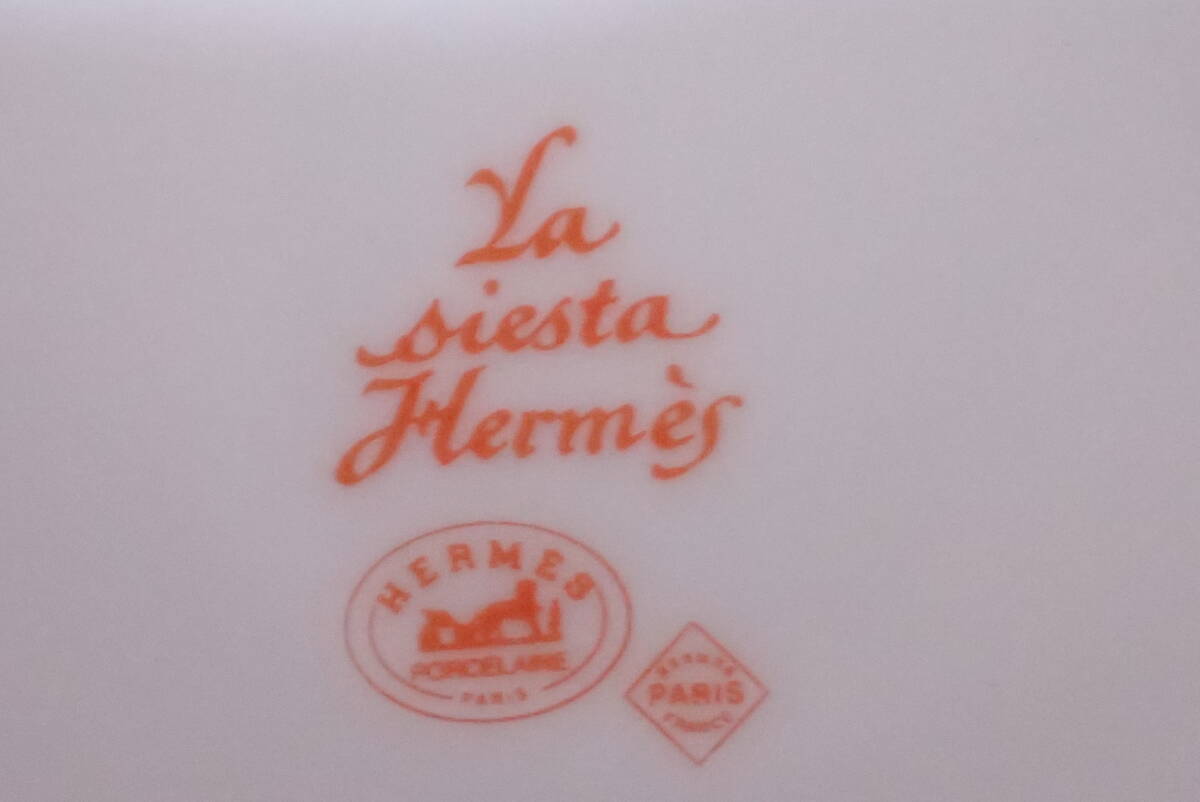 La
siesta
Hermès
HERMES
PORCELAINE
PARIS
HERMES
PARIS
FRANCE